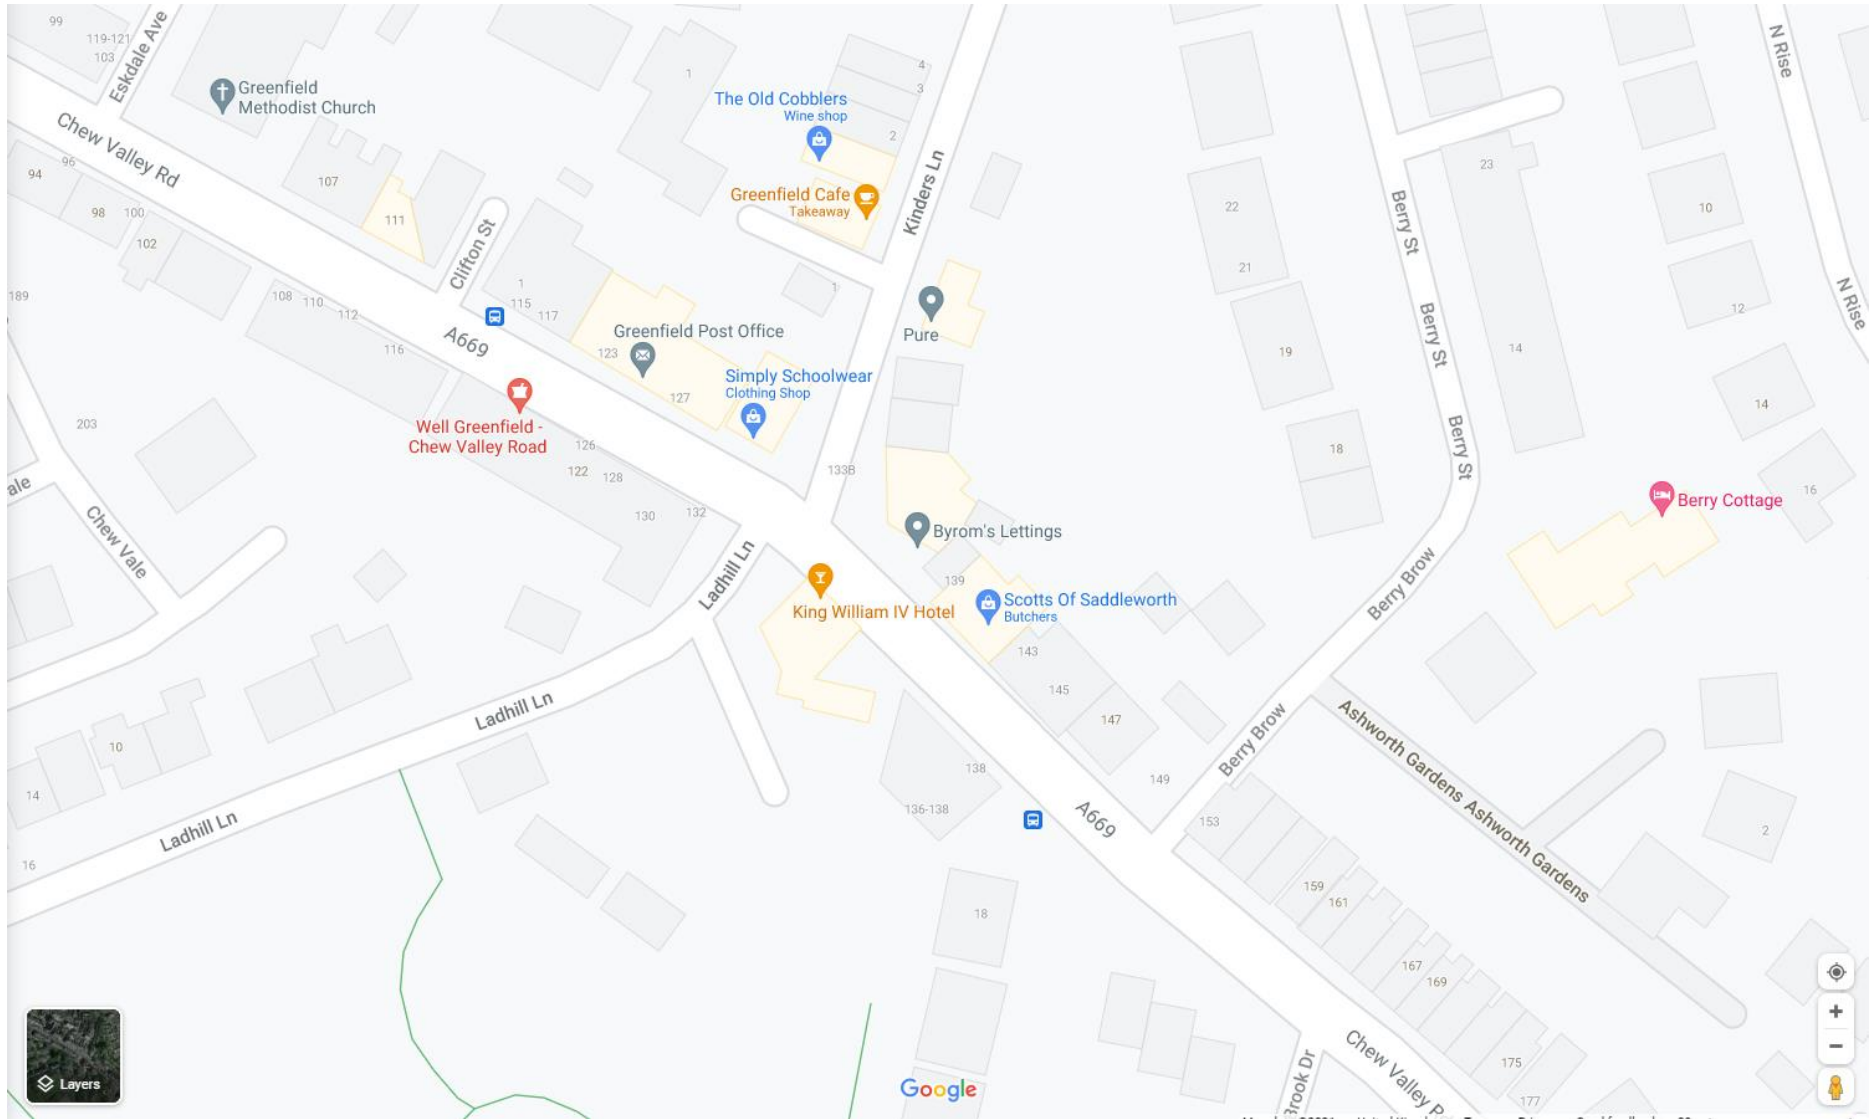 99
119-121
103
Eskdale Ave
Greenfield
Methodist Church
Chew Valley Rd
1
4
3
2
The Old Cobblers
Wine shop
Greenfield Cafe
Takeaway
Kinders Ln
N Rise
94
96
98
100
102
107
111
Clifton St
22
21
23
Berry St
10
12
N Rise
189
108
110
112
116
A669
1
115
117
Greenfield Post Office
123
127
1
Pure
Simply Schoolwear
Clothing Shop
19
Berry St
14
14
Well Greenfield -
Chew Valley Road
203
126
122
128
130
132
133B
18
Berry St
16
Berry Cottage
ale
Chew Vale
Ladhill Ln
Byrom's Lettings
139
King William IV Hotel
Scotts Of Saddleworth
Butchers
143
145
147
149
Berry Brow
Berry Brow
Ashworth Gardens
Ashworth Gardens
Ladhill Ln
10
14
Ladhill Ln
16
138
136-138
A669
153
159
161
167
169
175
177
2
18
Chew Valley
Layers
Google